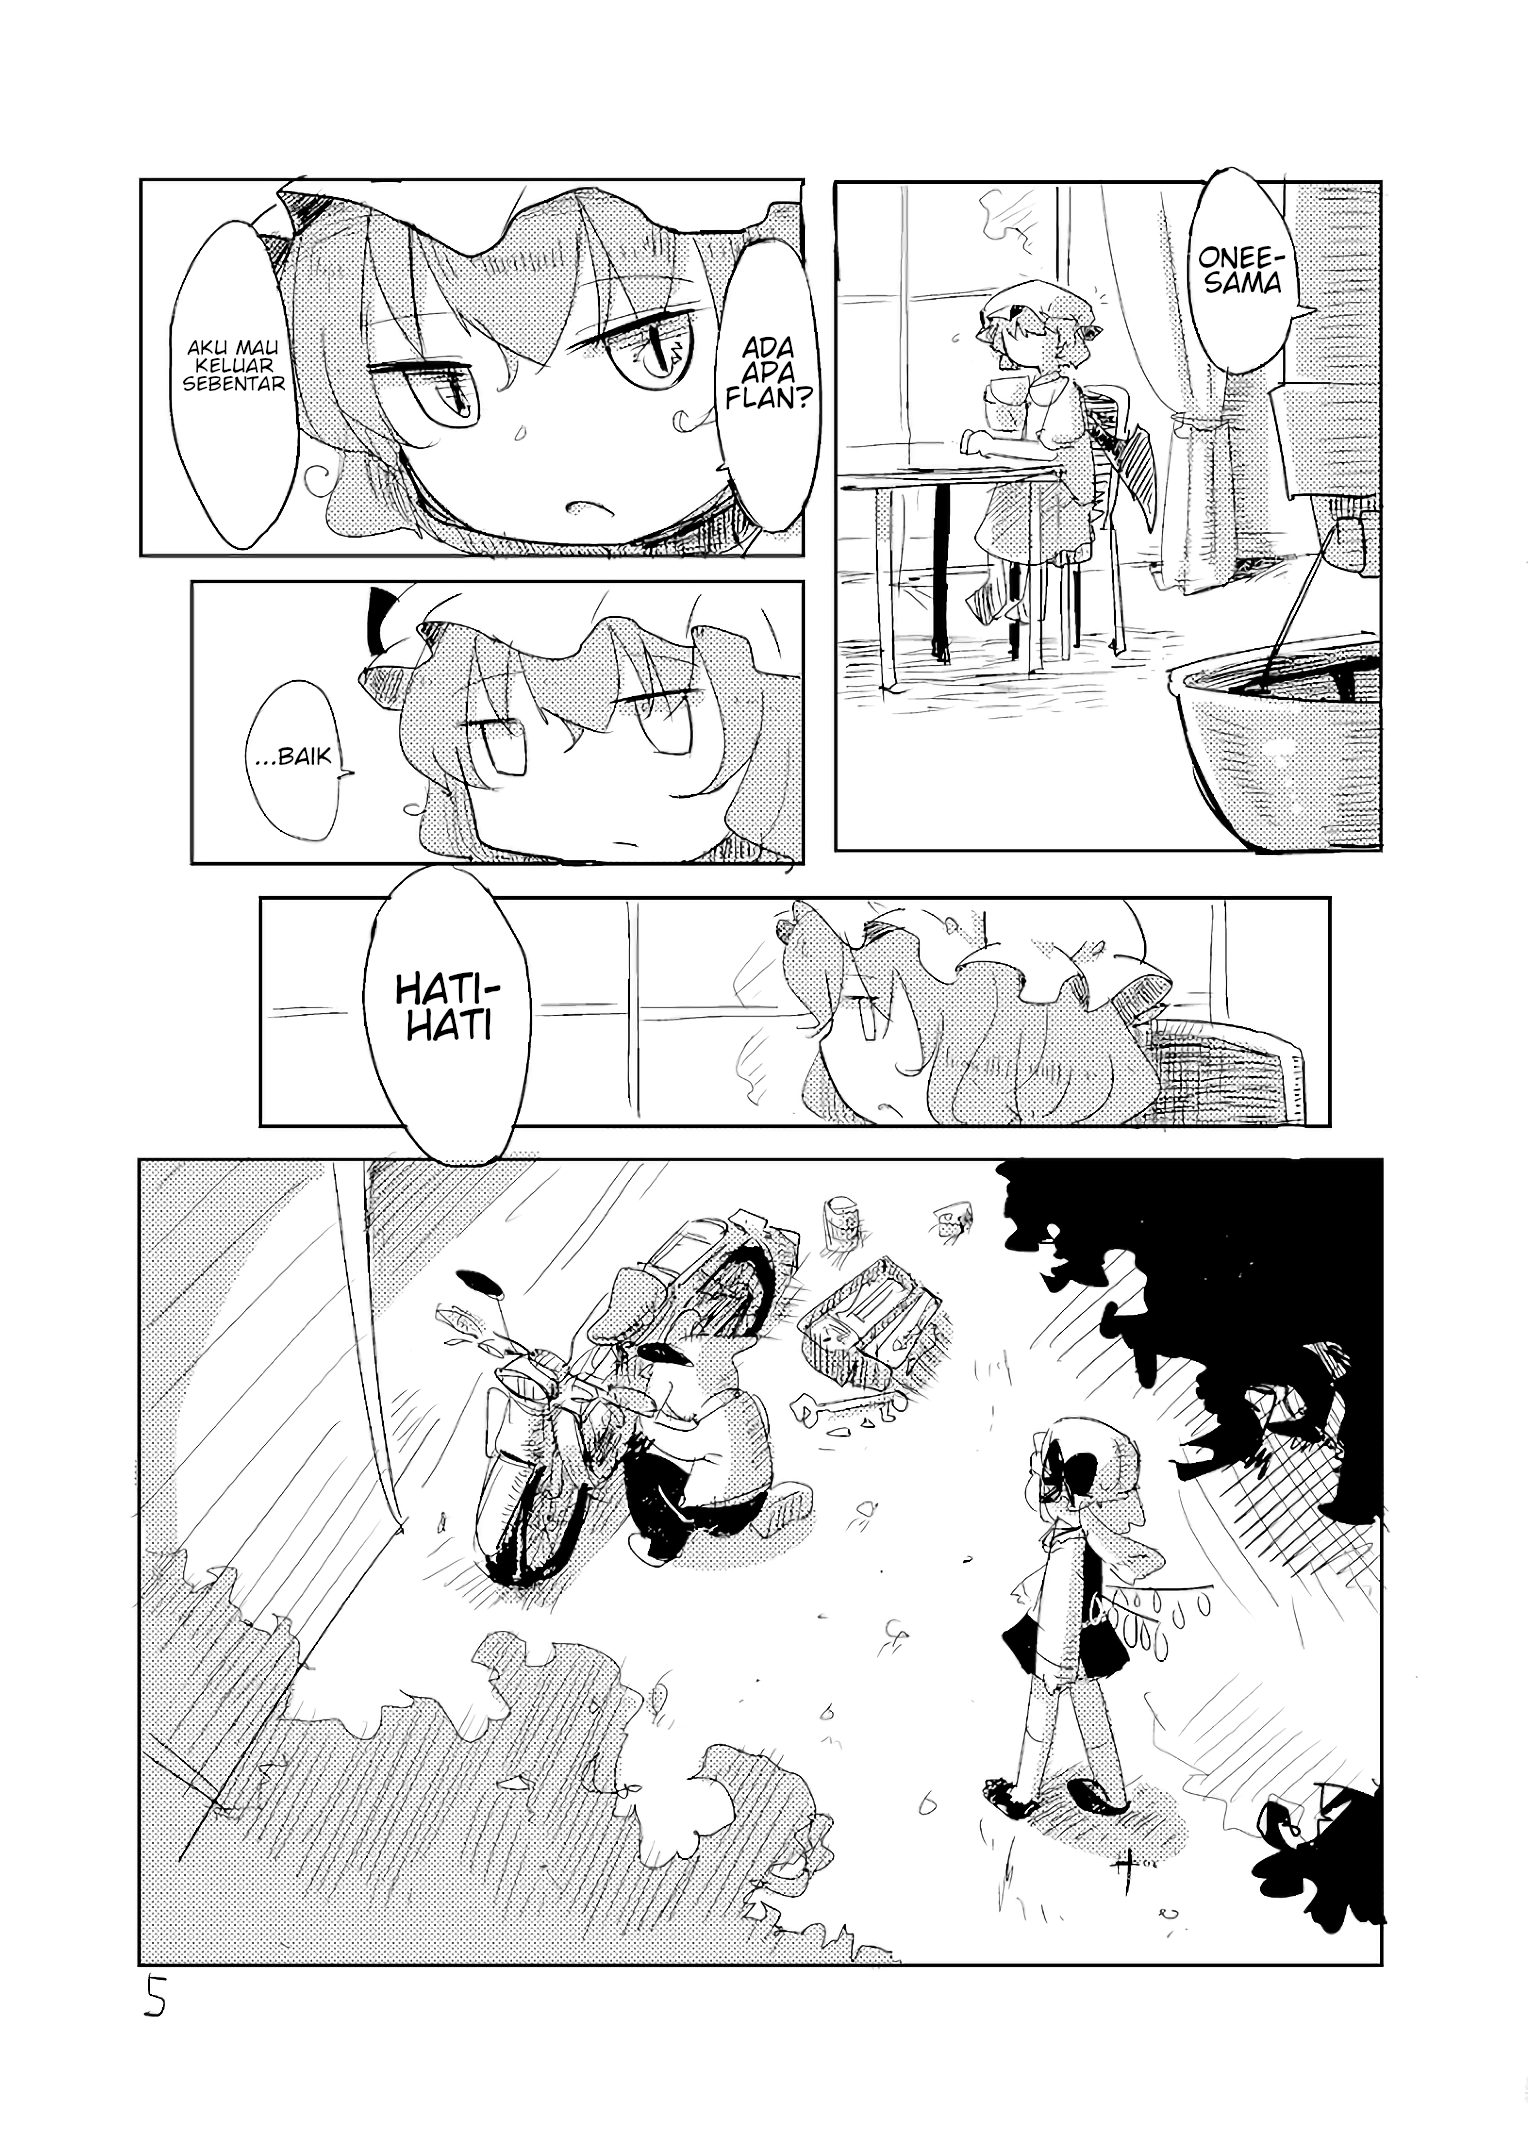 ONEE-
SAMA
ADA
APA
FLAN?
AKU MAU
KELUAR
SEBENTAR
...BAIK
HATI-
HATI
5